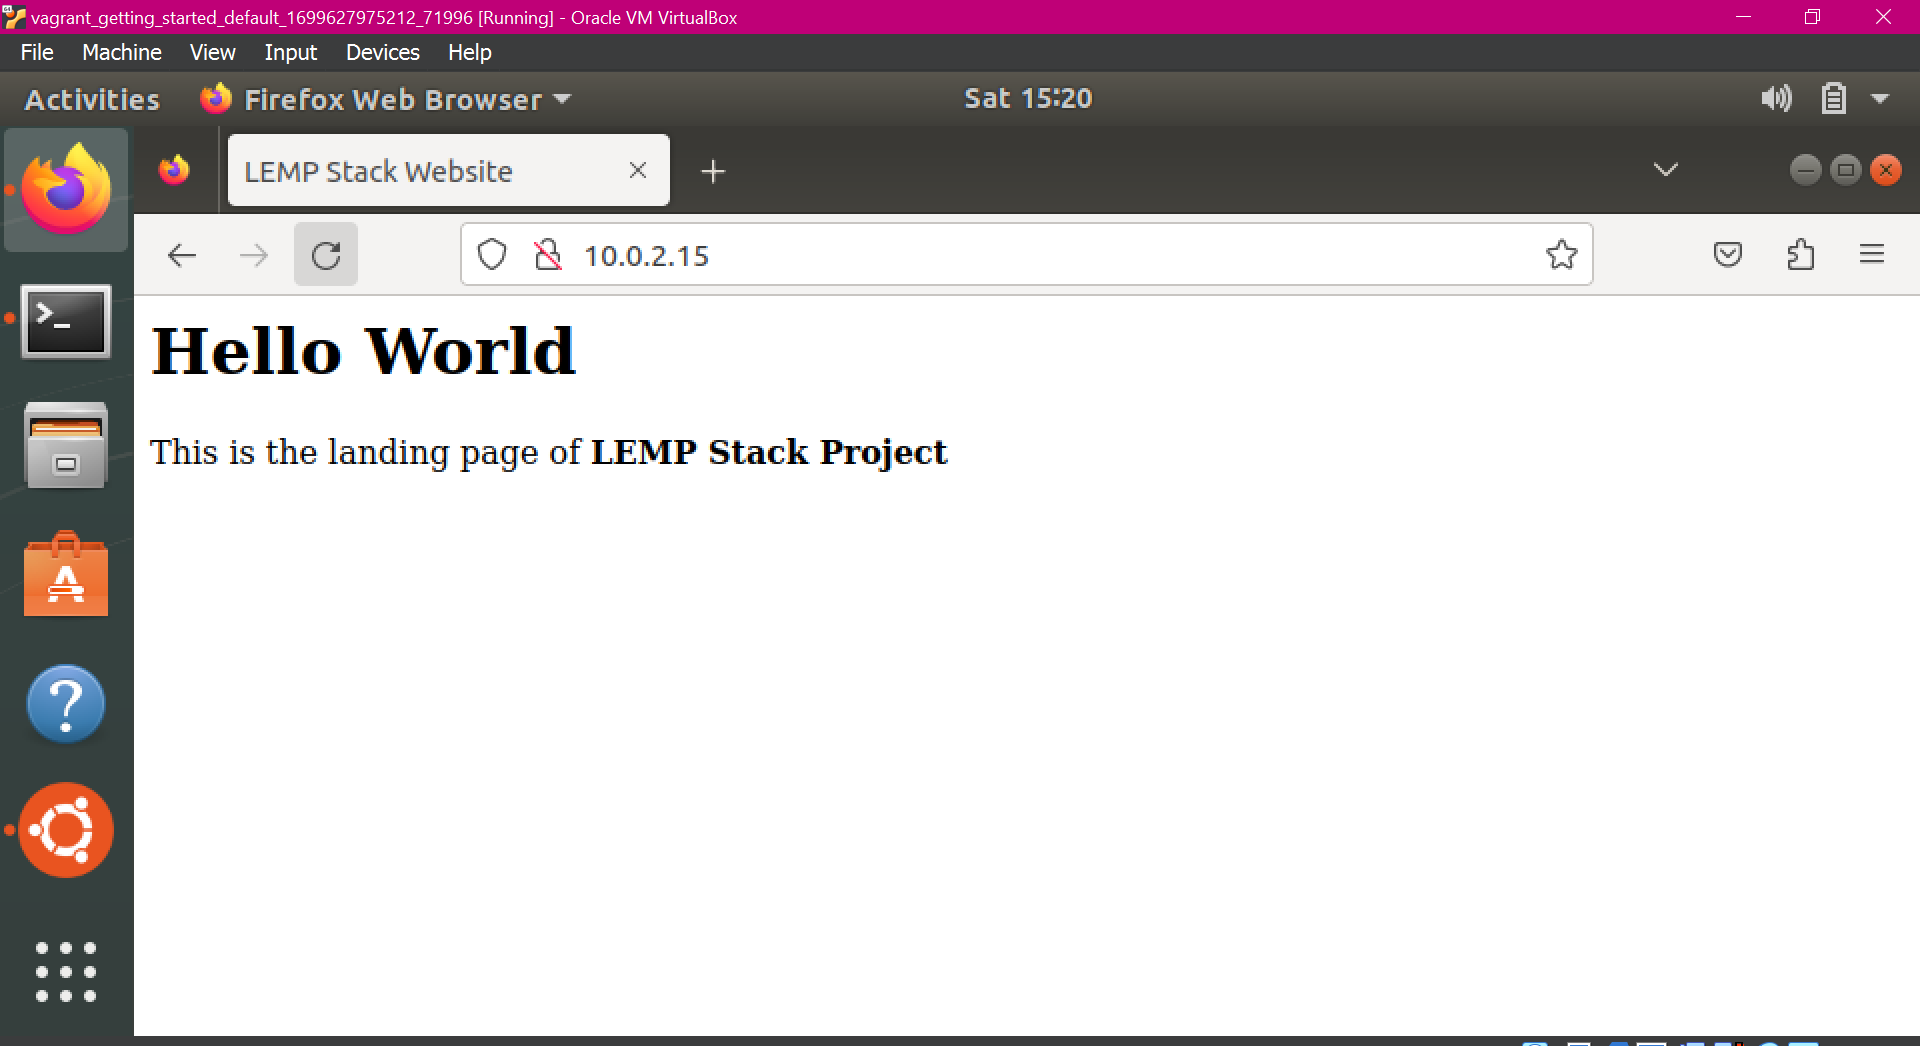 vagrant_getting_started_default_1699627975212_71996 [Running] - Oracle VM VirtualBox
File Machine View Input Devices Help
Activities Firefox Web Browser Sat 15:20
LEMP Stack Website
10.0.2.15
Hello World
This is the landing page of LEMP Stack Project